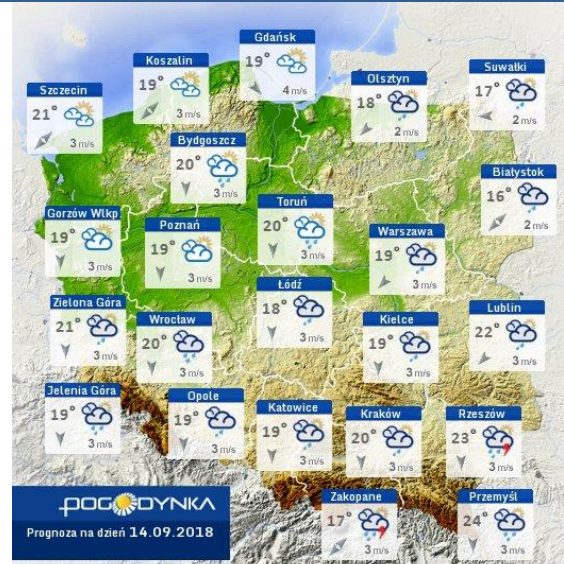 Gdańsk
19° 4 m/s
Koszalin
19° 3 m/s
Szczecin
21° 3 m/s
Olsztyn
18° 2 m/s
Suwałki
17° 2 m/s
Bydgoszcz
20° 3 m/s
Białystok
16° 2 m/s
Gorzów Wlkp
19° 3 m/s
Poznań
19° 3 m/s
Toruń
20° 3 m/s
Warszawa
19° 3 m/s
Zielona Góra
21° 3 m/s
Wrocław
20° 3 m/s
Łódź
18° 3 m/s
Kielce
19° 3 m/s
Lublin
22° 3 m/s
Jelenia Góra
19° 3 m/s
Opole
19° 3 m/s
Katowice
19° 3 m/s
Kraków
20° 3 m/s
Rzeszów
23° 3 m/s
Zakopane
17° 3 m/s
Przemyśl
24° 3 m/s
POGODYNKA
Prognoza na dzień 14.09.2018